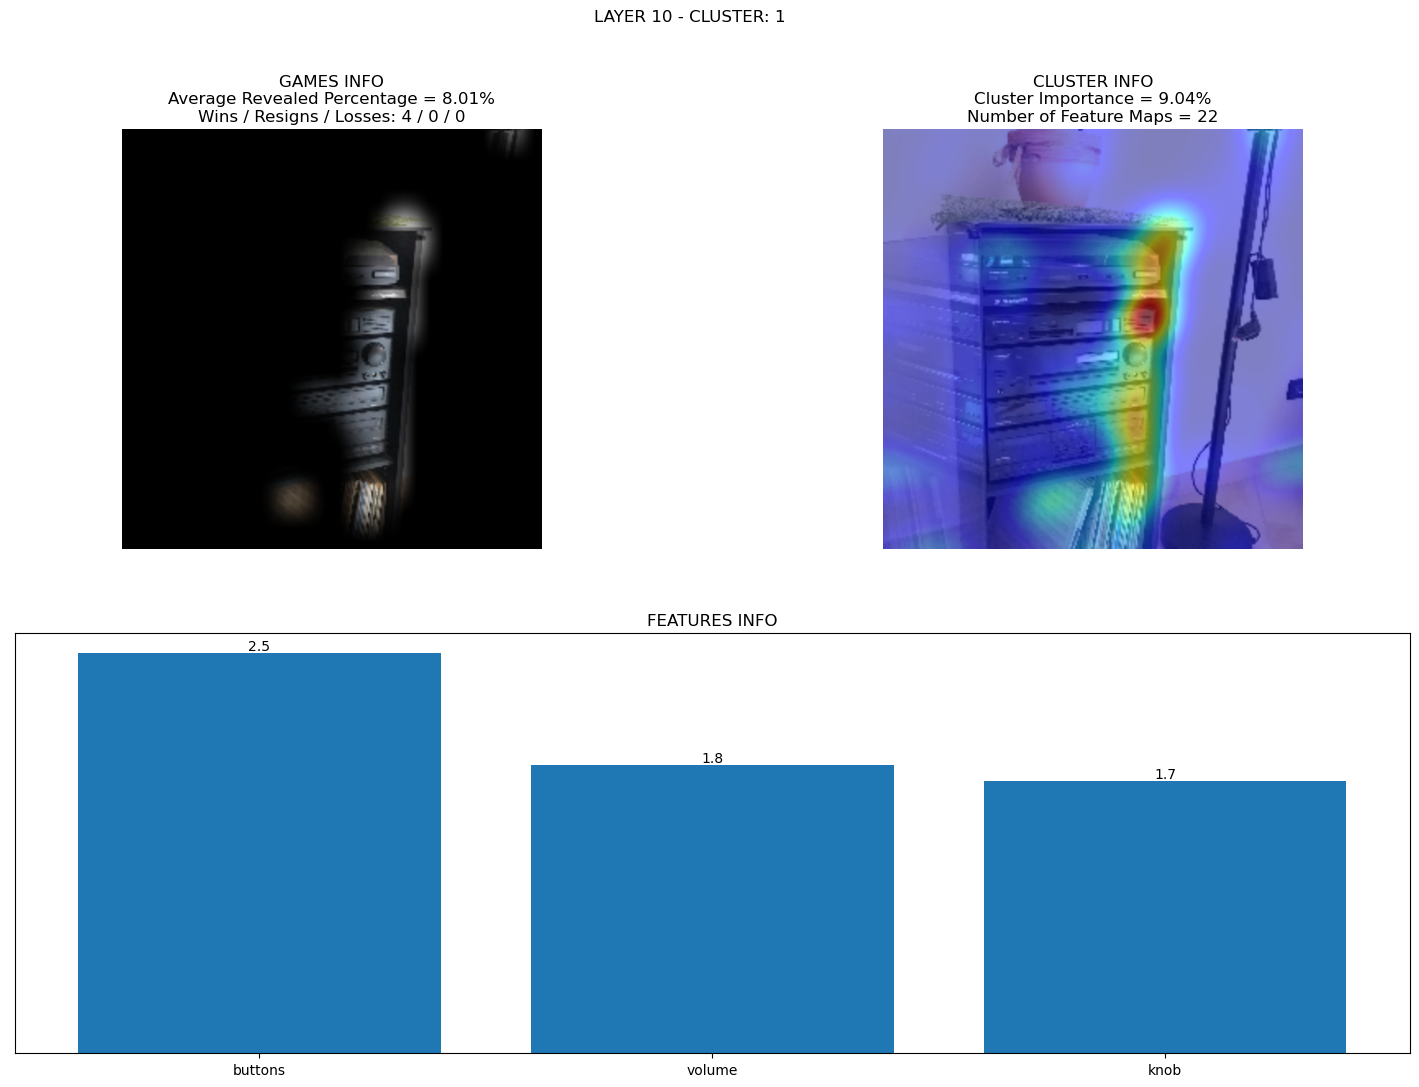 LAYER 10 - CLUSTER: 1
GAMES INFO
Average Revealed Percentage = 8.01%
Wins / Resigns / Losses: 4 / 0 / 0
CLUSTER INFO
Cluster Importance = 9.04%
Number of Feature Maps = 22
FEATURES INFO
2.5
1.8
1.7
buttons
volume
knob